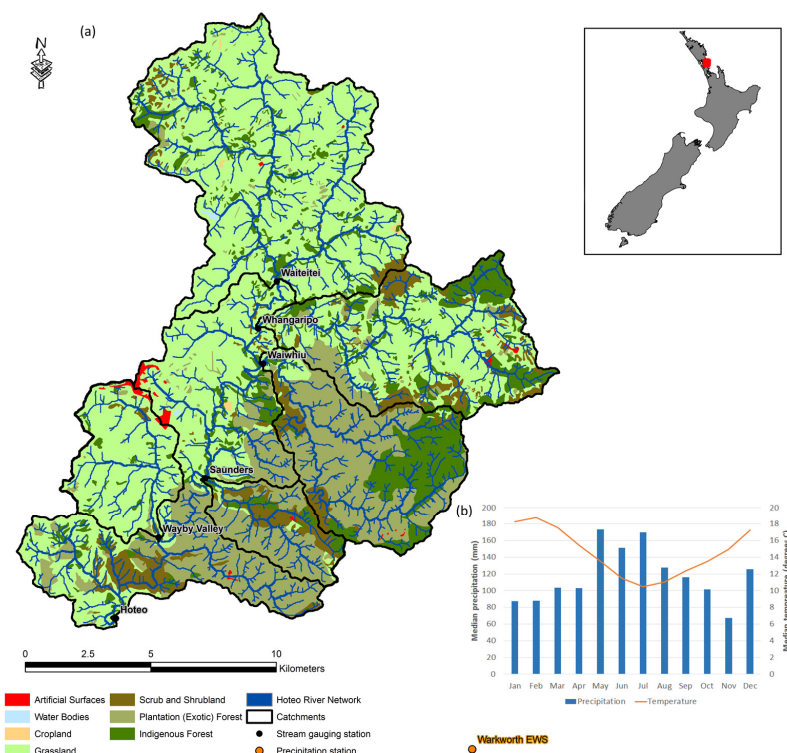 (a)
N
Waiteitei
Whangaripo
Waiwhiu
Saunders
Wayby Valley
Hoteo
0 2.5 5 10
Kilometers
Artificial Surfaces
Water Bodies
Cropland
Grassland
Scrub and Shrubland
Plantation (Exotic) Forest
Indigenous Forest
Hoteo River Network
Catchments
Stream gauging station
Precipitation station
Warkworth EWS
(b)
Median precipitation (mm)
200
180
160
140
120
100
80
60
40
20
0
20
18
16
14
12
10
8
6
4
2
0
Median tempereature (degrees C)
Jan Feb Mar Apr May Jun Jul Aug Sep Oct Nov Dec
Precipitation Temperature